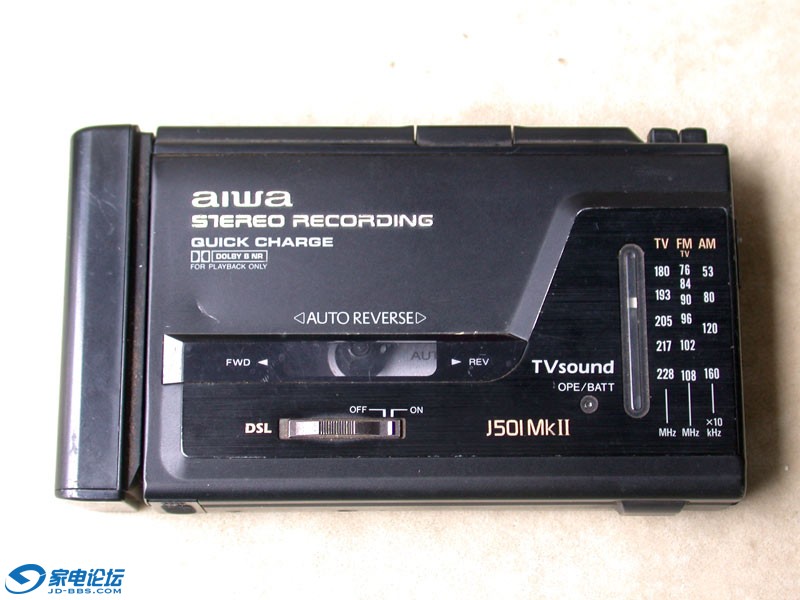 aiwa
STEREO RECORDING
QUICK CHARGE
DOLBY B NR
FOR PLAYBACK ONLY
◁AUTO REVERSE▷
FWD ◄
AUT
► REV
DSL
OFF
ON
TVsound
OPE/BATT
J501MkII
TV FM AM
TV
180 76 53
84
193 90 80
205 96
120
217 102
228 108 160
×10
MHz MHz kHz
家电论坛
JD-BBS.COM